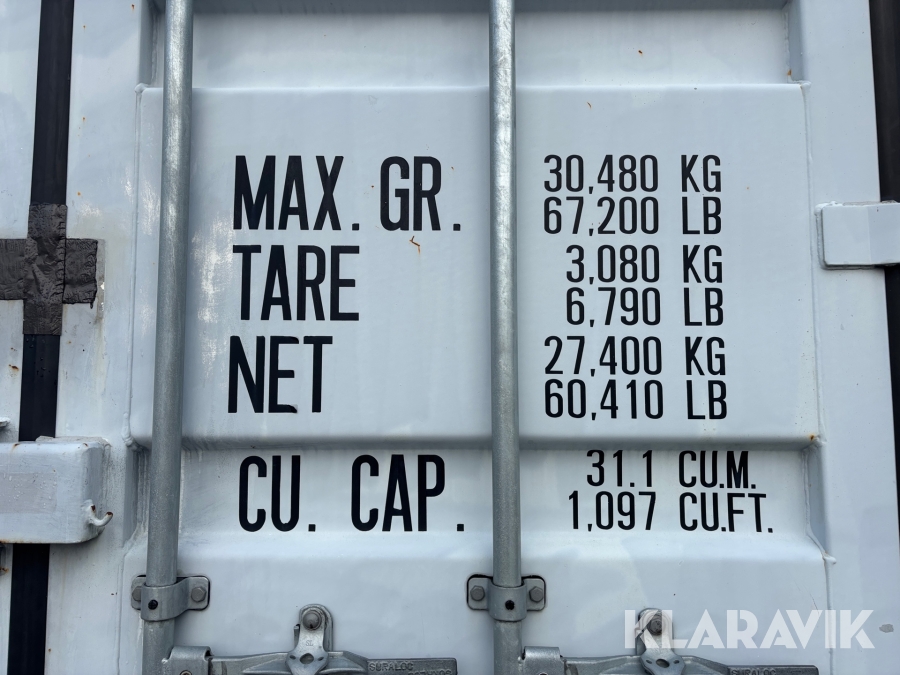 MAX. GR. 30,480 KG
67,200 LB
TARE 3,080 KG
6,790 LB
NET 27,400 KG
60,410 LB
CU. CAP. 31.1 CU.M.
1,097 CU.FT.
KLARAVIK